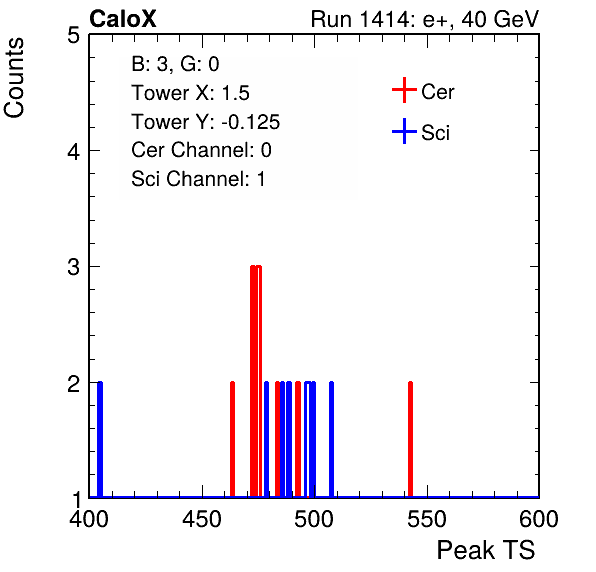 CaloX Run 1414: e+, 40 GeV
Counts
5
4
3
2
1
B: 3, G: 0
Tower X: 1.5
Tower Y: -0.125
Cer Channel: 0
Sci Channel: 1
Cer
Sci
400 450 500 550 600
Peak TS